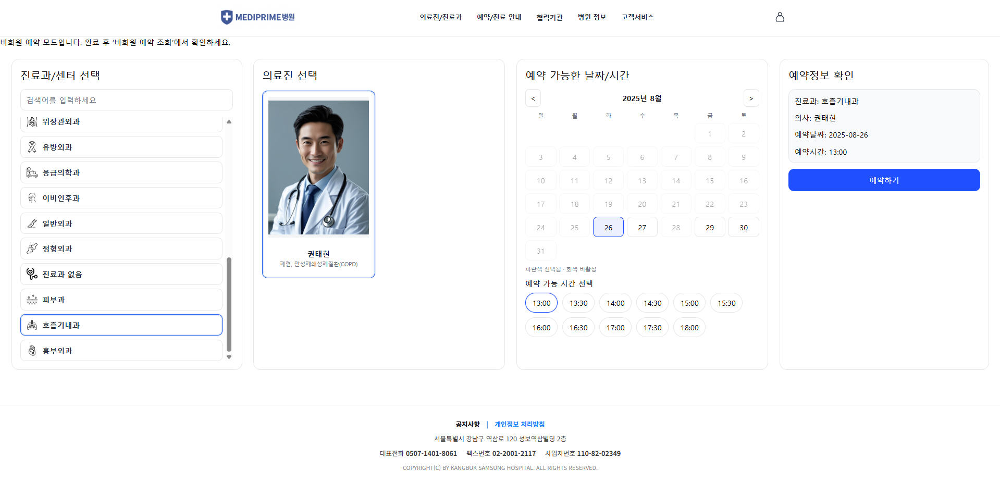 MEDIPRIME병원
의료진/진료과 예약/진료 안내 협력기관 병원 정보 고객서비스
비회원 예약 모드입니다. 완료 후 ‘비회원 예약 조회’에서 확인하세요.
진료과/센터 선택
검색어를 입력하세요
위장관외과
유방외과
응급의학과
이비인후과
일반외과
정형외과
진료과 없음
피부과
호흡기내과
흉부외과
의료진 선택
권태현
폐렴, 만성폐쇄성폐질환(COPD)
예약 가능한 날짜/시간
< 2025년 8월 >
일 월 화 수 목 금 토
1 2
3 4 5 6 7 8 9
10 11 12 13 14 15 16
17 18 19 20 21 22 23
24 25 26 27 28 29 30
31
파란색 선택됨 · 회색 비활성
예약 가능 시간 선택
13:00 13:30 14:00 14:30 15:00 15:30
16:00 16:30 17:00 17:30 18:00
예약정보 확인
진료과: 호흡기내과
의사: 권태현
예약날짜: 2025-08-26
예약시간: 13:00
예약하기
공지사항 | 개인정보 처리방침
서울특별시 강남구 역삼로 120 성보역삼빌딩 2층
대표전화 0507-1401-8061 팩스번호 02-2001-2117 사업자번호 110-82-02349
COPYRIGHT(C) BY KANGBUK SAMSUNG HOSPITAL. ALL RIGHTS RESERVED.